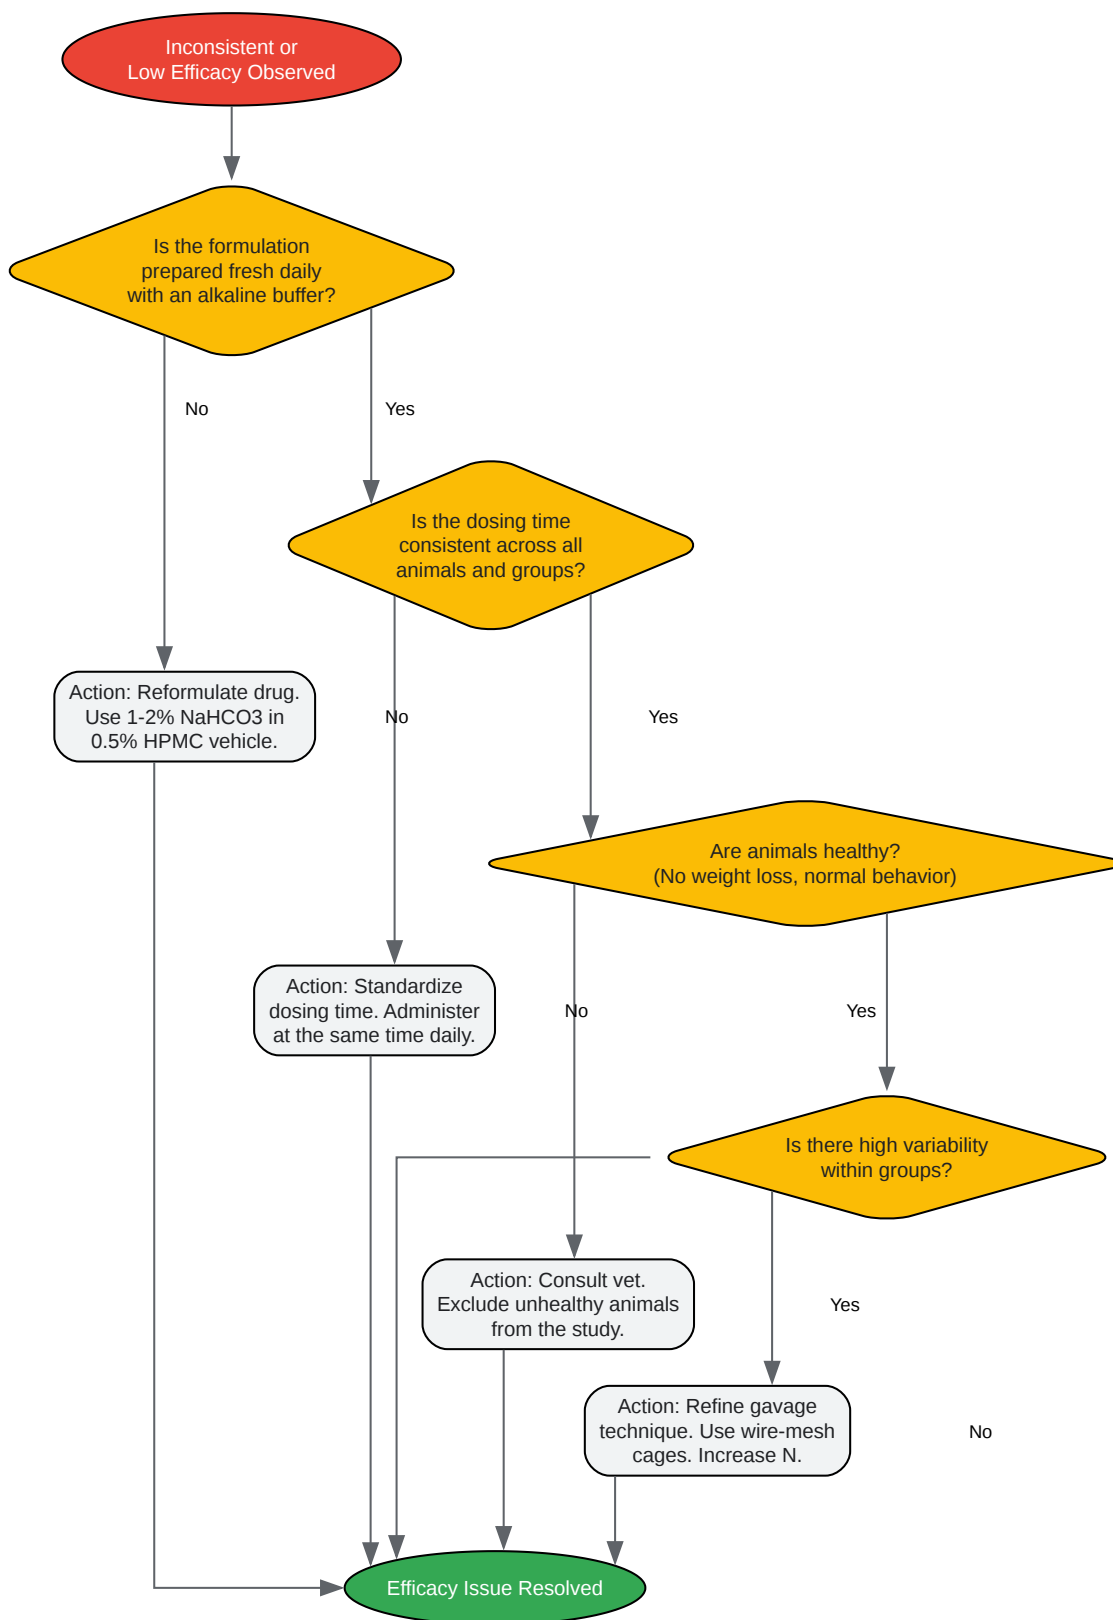 Inconsistent or
Low Efficacy Observed
Is the formulation
prepared fresh daily
with an alkaline buffer?
No
Yes
Is the dosing time
consistent across all
animals and groups?
Action: Reformulate drug.
Use 1-2% NaHCO3 in
0.5% HPMC vehicle.
No
Yes
Are animals healthy?
(No weight loss, normal behavior)
Action: Standardize
dosing time. Administer
at the same time daily.
No
Yes
Is there high variability
within groups?
Action: Consult vet.
Exclude unhealthy animals
from the study.
Yes
Action: Refine gavage
technique. Use wire-mesh
cages. Increase N.
No
Efficacy Issue Resolved